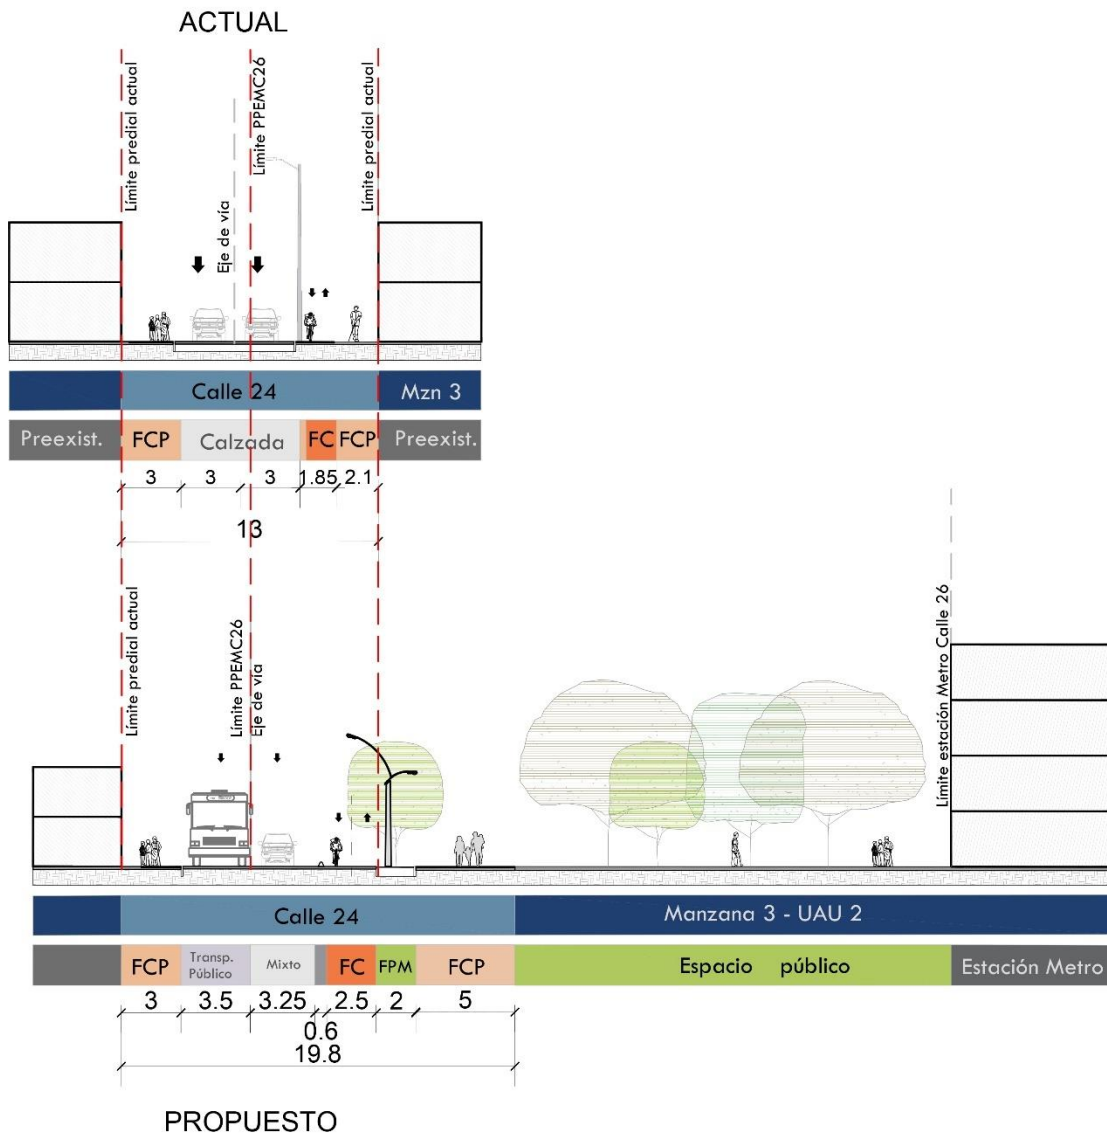 ACTUAL
Límite predial actual
Eje de vía
Límite PPEMC26
Límite predial actual
Calle 24
Mzn 3
Preexist.
FCP
Calzada
FC
FCP
Preexist.
3
3
3
1.85
2.1
13
Límite predial actual
Límite PPEMC26
Eje de vía
Límite estación Metro Calle 26
Calle 24
Manzana 3 - UAU 2
FCP
Transp.
Público
Mixto
FC
FPM
FCP
Espacio público
Estación Metro
3
3.5
3.25
2.5
2
5
0.6
19.8
PROPUESTO